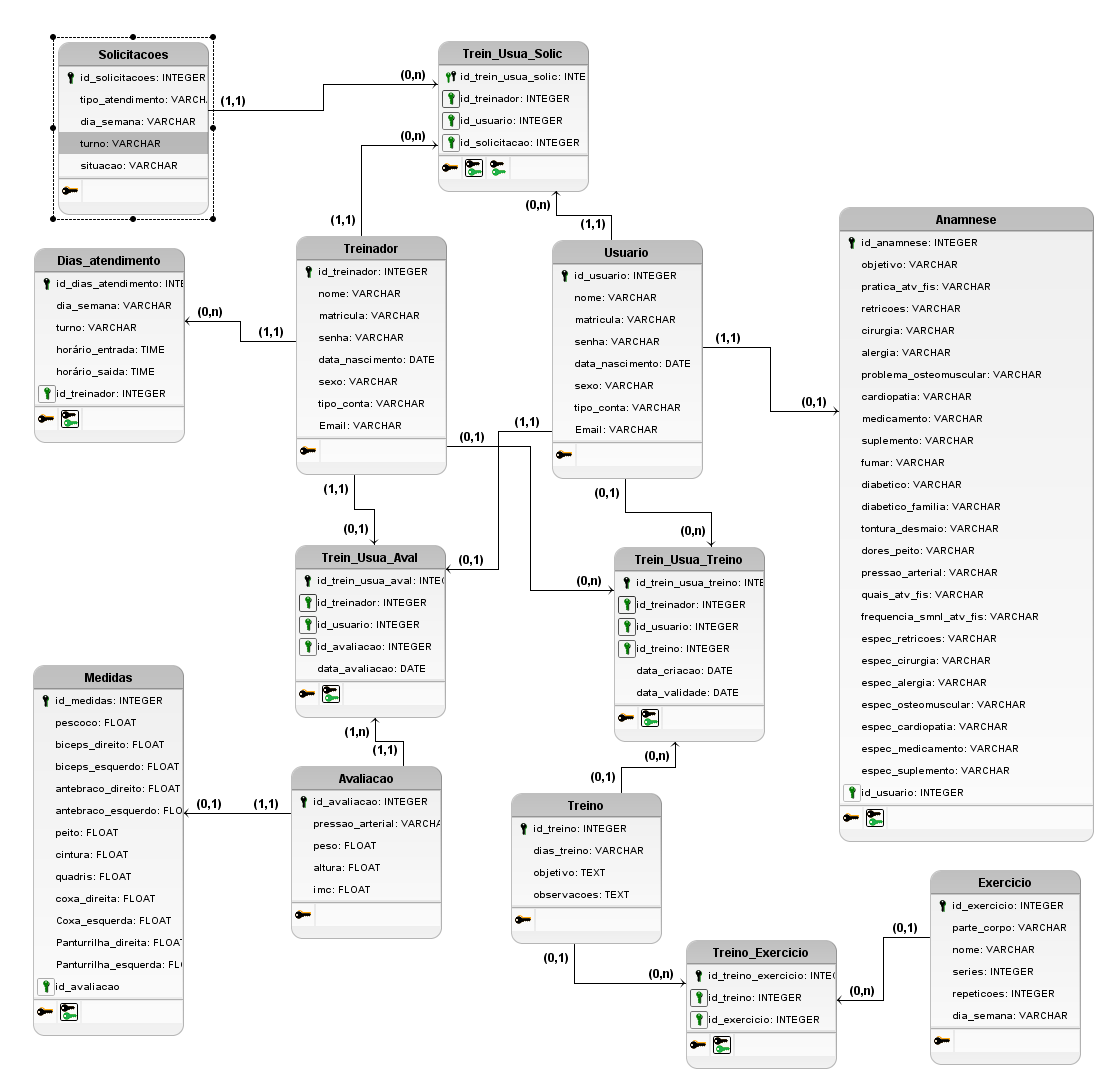 Solicitacoes
id_solicitacoes: INTEGER
tipo_atendimento: VARCH
dia_semana: VARCHAR
turno: VARCHAR
situacao: VARCHAR
(1,1)
(0,n)
Trein_Usua_Solic
id_trein_usua_solic: INTE
id_treinador: INTEGER
id_usuario: INTEGER
id_solicitacao: INTEGER
(0,n)
(1,1)
(0,n)
(1,1)
Dias_atendimento
id_dias_atendimento: INTE
dia_semana: VARCHAR
turno: VARCHAR
horário_entrada: TIME
horário_saida: TIME
id_treinador: INTEGER
(0,n)
(1,1)
Treinador
id_treinador: INTEGER
nome: VARCHAR
matricula: VARCHAR
senha: VARCHAR
data_nascimento: DATE
sexo: VARCHAR
tipo_conta: VARCHAR
Email: VARCHAR
Usuario
id_usuario: INTEGER
nome: VARCHAR
matricula: VARCHAR
senha: VARCHAR
data_nascimento: DATE
sexo: VARCHAR
tipo_conta: VARCHAR
Email: VARCHAR
(1,1)
(0,1)
Anamnese
id_anamnese: INTEGER
objetivo: VARCHAR
pratica_atv_fis: VARCHAR
retricoes: VARCHAR
cirurgia: VARCHAR
alergia: VARCHAR
problema_osteomuscular: VARCHAR
cardiopatia: VARCHAR
medicamento: VARCHAR
suplemento: VARCHAR
fumar: VARCHAR
diabetico: VARCHAR
diabetico_familia: VARCHAR
tontura_desmaio: VARCHAR
dores_peito: VARCHAR
pressao_arterial: VARCHAR
quais_atv_fis: VARCHAR
frequencia_smnl_atv_fis: VARCHAR
espec_retricoes: VARCHAR
espec_cirurgia: VARCHAR
espec_alergia: VARCHAR
espec_osteomuscular: VARCHAR
espec_cardiopatia: VARCHAR
espec_medicamento: VARCHAR
espec_suplemento: VARCHAR
id_usuario: INTEGER
(0,1)
(1,1)
(1,1)
(0,1)
(0,1)
(0,1)
(0,n)
(0,n)
Trein_Usua_Aval
id_trein_usua_aval: INTEG
id_treinador: INTEGER
id_usuario: INTEGER
id_avaliacao: INTEGER
data_avaliacao: DATE
Trein_Usua_Treino
id_trein_usua_treino: INTE
id_treinador: INTEGER
id_usuario: INTEGER
id_treino: INTEGER
data_criacao: DATE
data_validade: DATE
Medidas
id_medidas: INTEGER
pescoco: FLOAT
biceps_direito: FLOAT
biceps_esquerdo: FLOAT
antebraco_direito: FLOAT
antebraco_esquerdo: FLO
peito: FLOAT
cintura: FLOAT
quadris: FLOAT
coxa_direita: FLOAT
Coxa_esquerda: FLOAT
Panturrilha_direita: FLOA
Panturrilha_esquerda: FL
id_avaliacao
(0,1)
(1,1)
(1,n)
(1,1)
Avaliacao
id_avaliacao: INTEGER
pressao_arterial: VARCHA
peso: FLOAT
altura: FLOAT
imc: FLOAT
(0,n)
(0,1)
Treino
id_treino: INTEGER
dias_treino: VARCHAR
objetivo: TEXT
observacoes: TEXT
(0,1)
(0,n)
Treino_Exercicio
id_treino_exercicio: INTEG
id_treino: INTEGER
id_exercicio: INTEGER
(0,1)
(0,n)
Exercicio
id_exercicio: INTEGER
parte_corpo: VARCHAR
nome: VARCHAR
series: INTEGER
repeticoes: INTEGER
dia_semana: VARCHAR